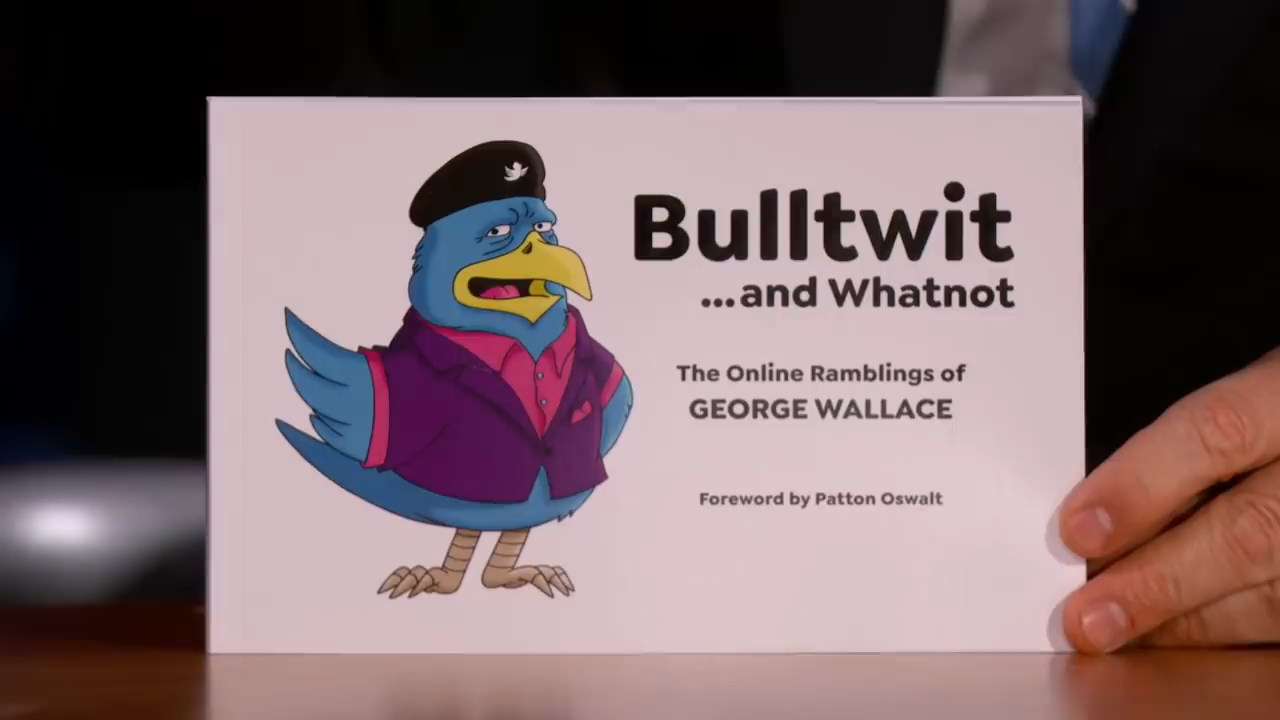 Bulltwit
...and Whatnot
The Online Ramblings of
GEORGE WALLACE
Foreword by Patton Oswalt